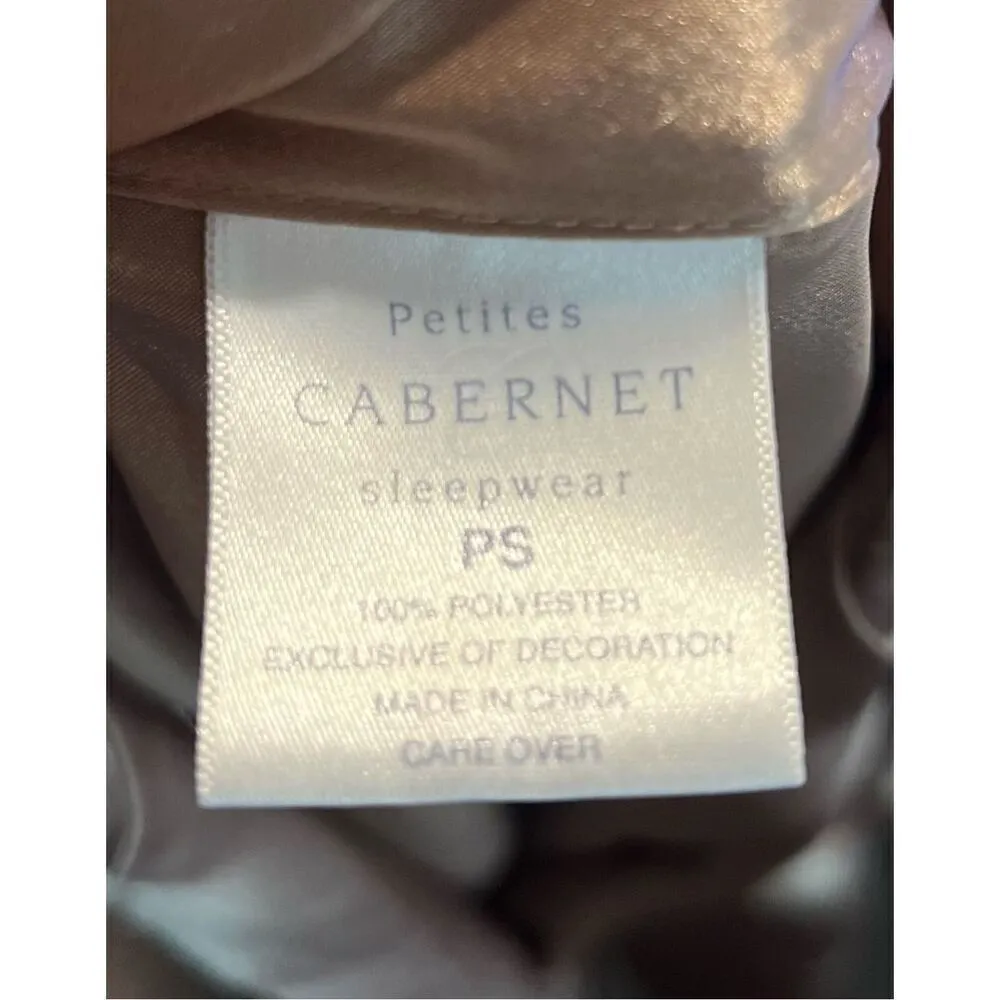 Petites
CABERNET
sleepwear
PS
100% POLYESTER
EXCLUSIVE OF DECORATION
MADE IN CHINA
CARE OVER